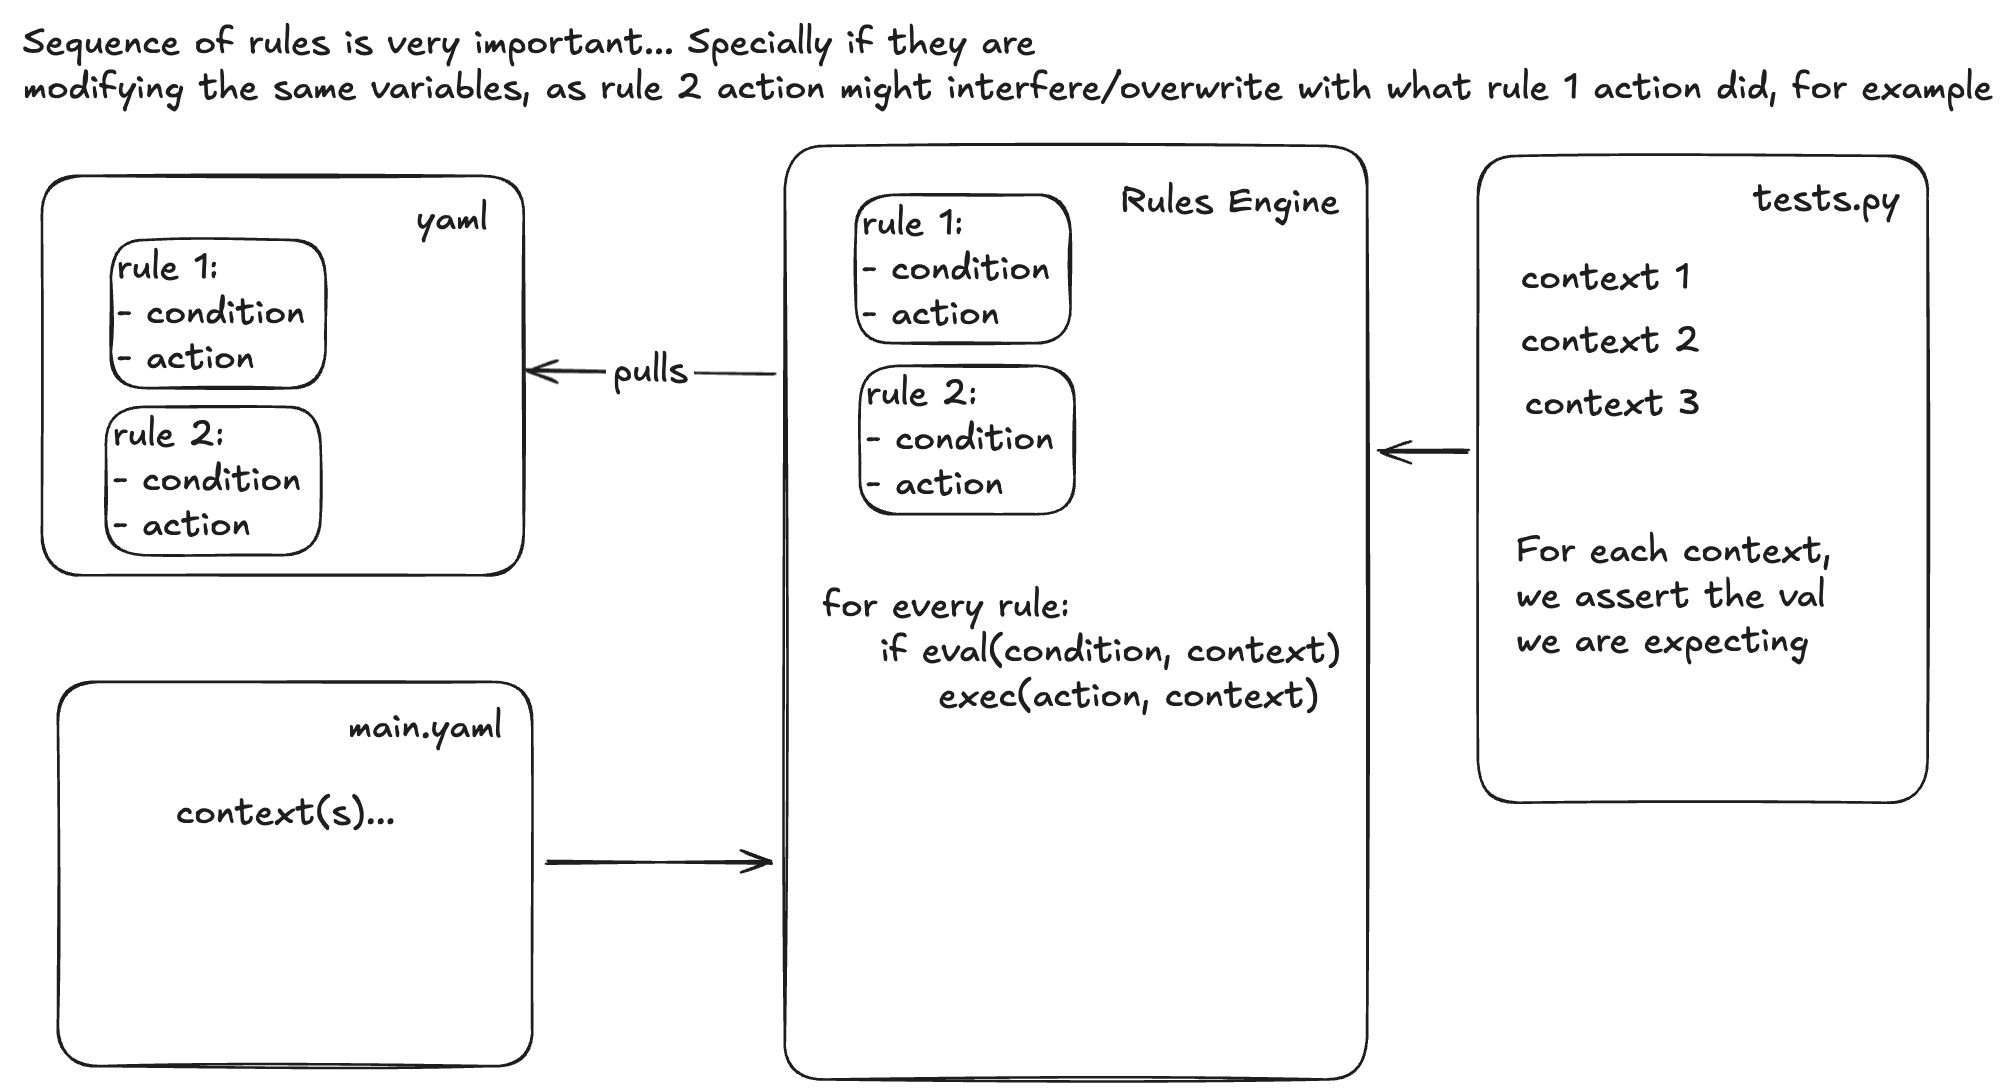 Sequence of rules is very important... Specially if they are
modifying the same variables, as rule 2 action might interfere/overwrite with what rule 1 action did, for example
yaml
rule 1:
- condition
- action
rule 2:
- condition
- action
pulls
Rules Engine
rule 1:
- condition
- action
rule 2:
- condition
- action
for every rule:
if eval(condition, context)
exec(action, context)
tests.py
context 1
context 2
context 3
For each context,
we assert the val
we are expecting
main.yaml
context(s)...